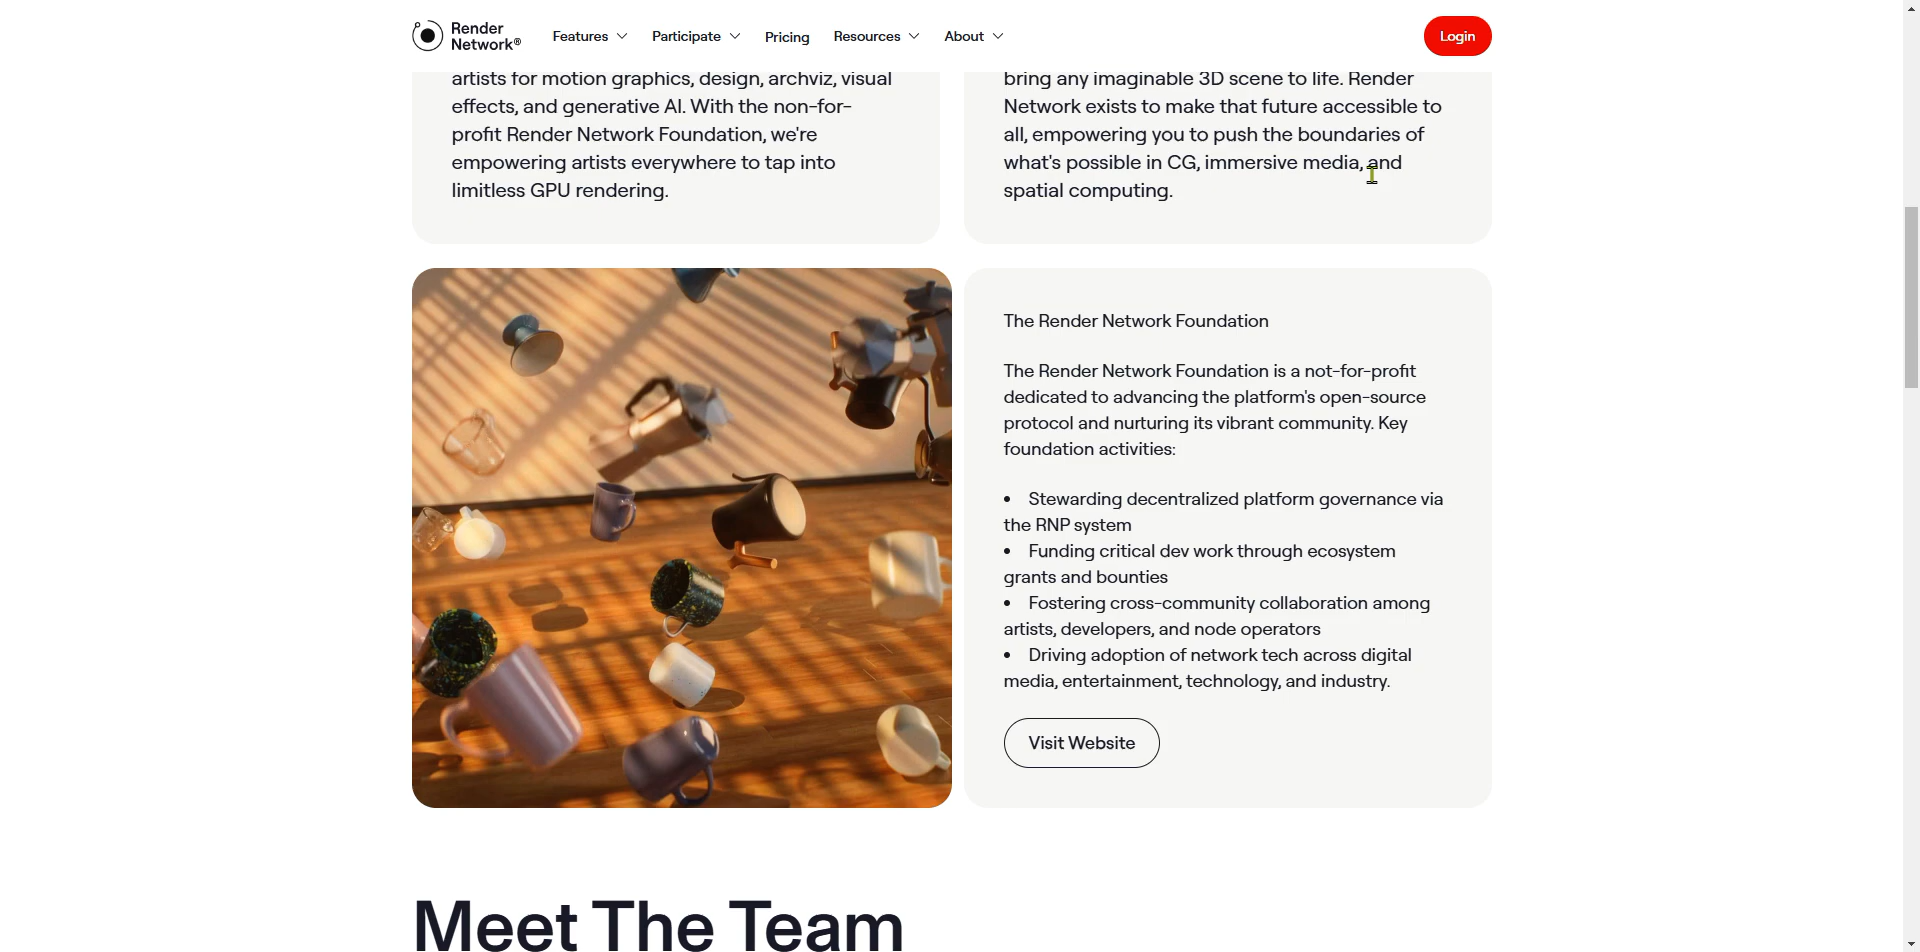 Render
Network®
Features
Participate
Pricing
Resources
About
Login
artists for motion graphics, design, archviz, visual
effects, and generative AI. With the non-for-
profit Render Network Foundation, we're
empowering artists everywhere to tap into
limitless GPU rendering.
bring any imaginable 3D scene to life. Render
Network exists to make that future accessible to
all, empowering you to push the boundaries of
what's possible in CG, immersive media, and
spatial computing.
The Render Network Foundation
The Render Network Foundation is a not-for-profit
dedicated to advancing the platform's open-source
protocol and nurturing its vibrant community. Key
foundation activities:
• Stewarding decentralized platform governance via
the RNP system
• Funding critical dev work through ecosystem
grants and bounties
• Fostering cross-community collaboration among
artists, developers, and node operators
• Driving adoption of network tech across digital
media, entertainment, technology, and industry.
Visit Website
Meet The Team